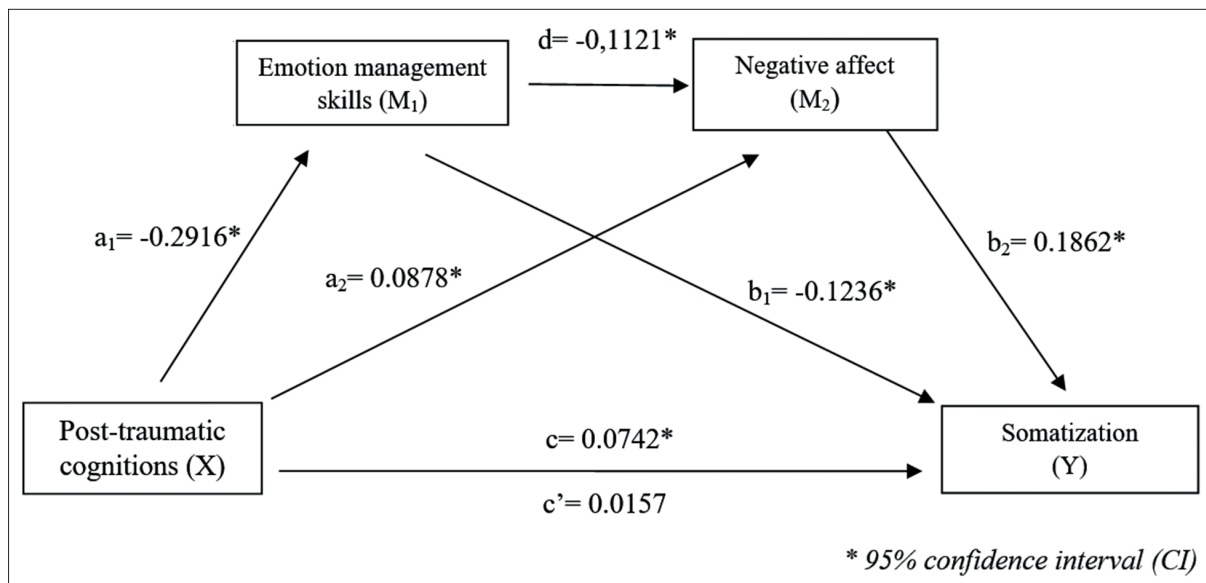 d= -0,1121*
Emotion management
skills (M₁)
Negative affect
(M₂)
a₁= -0.2916*
a₂= 0.0878*
b₁= -0.1236*
b₂= 0.1862*
Post-traumatic
cognitions (X)
c= 0.0742*
c’= 0.0157
Somatization
(Y)
* 95% confidence interval (CI)